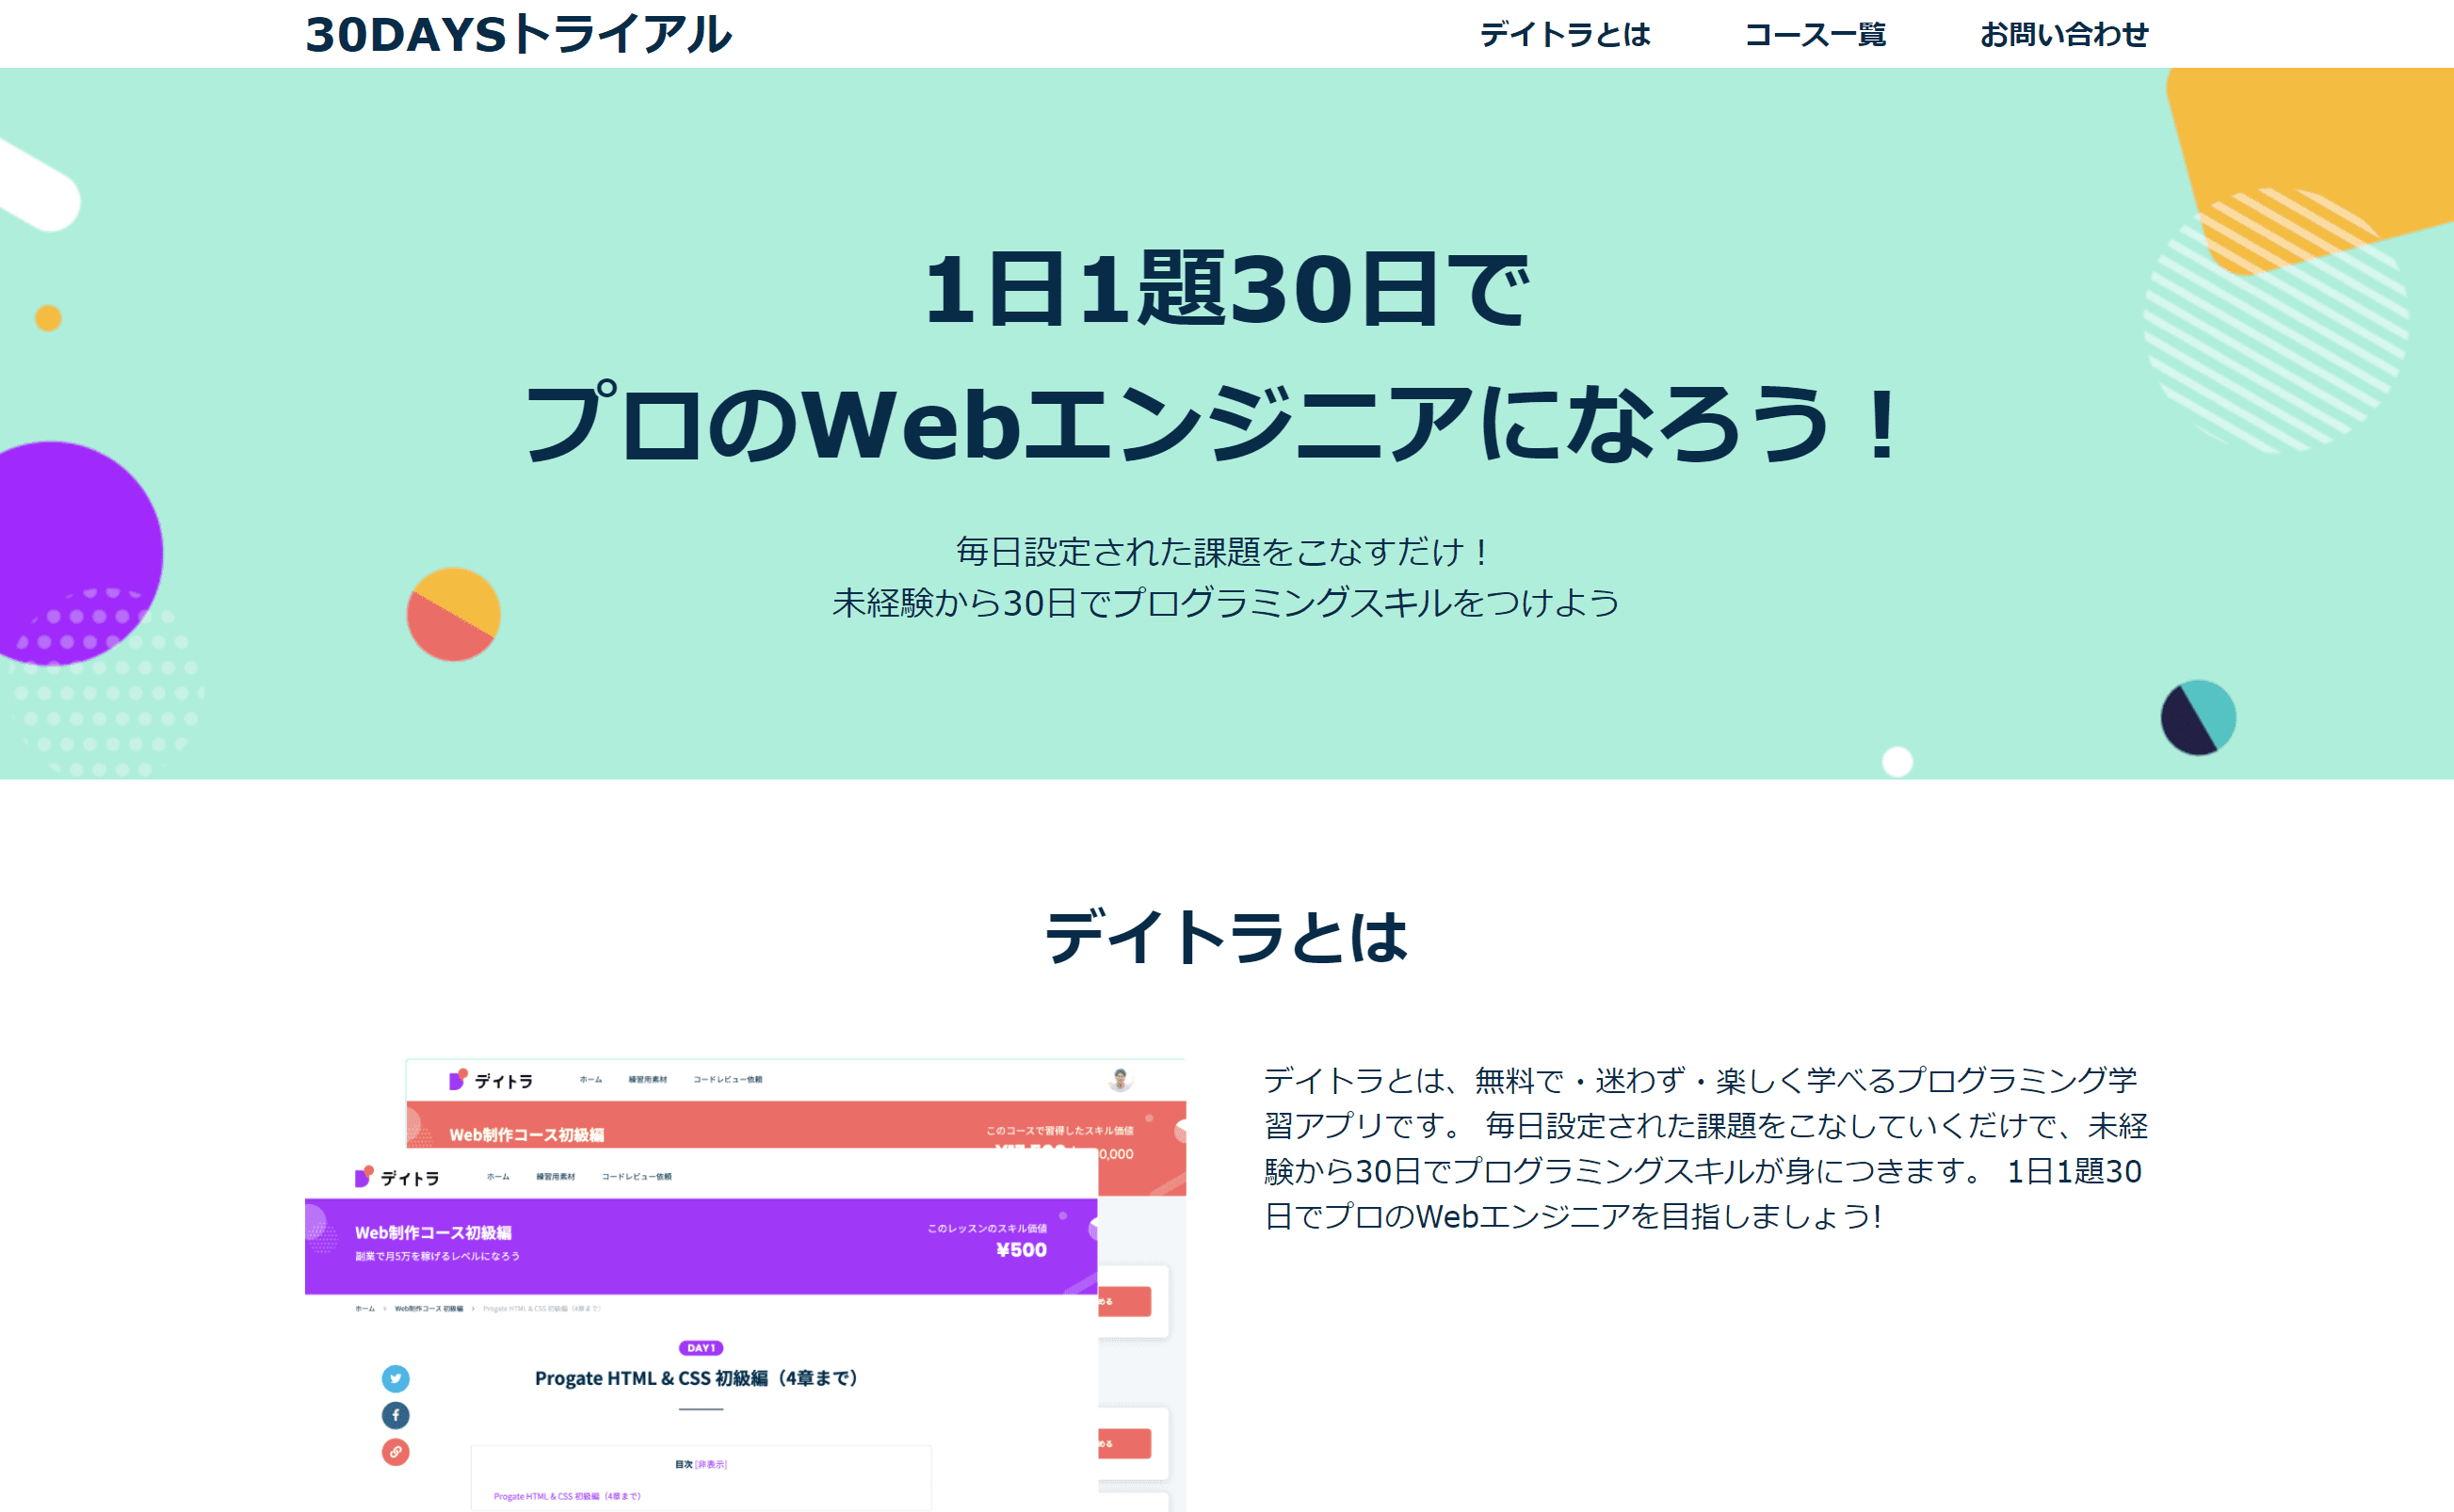 30DAYSトライアル
デイトラとは
コース一覧
お問い合わせ
1日1題30日で
プロのWebエンジニアになろう！
毎日設定された課題をこなすだけ！
未経験から30日でプログラミングスキルをつけよう
デイトラとは
デイトラ
ホーム
練習用素材
コードレビュー依頼
Web制作コース初級編
このコースで習得したスキル価値
0,000
デイトラ
ホーム
練習用素材
コードレビュー依頼
Web制作コース初級編
副業で月5万を稼げるレベルになろう
このレッスンのスキル価値
¥500
ホーム > Web制作コース 初級編 > Progate HTML & CSS 初級編（4章まで）
める
DAY1
Progate HTML & CSS 初級編（4章まで）
める
目次 [非表示]
Progate HTML & CSS 初級編（4章まで）
デイトラとは、無料で・迷わず・楽しく学べるプログラミング学
習アプリです。 毎日設定された課題をこなしていくだけで、未経
験から30日でプログラミングスキルが身につきます。 1日1題30
日でプロのWebエンジニアを目指しましょう!